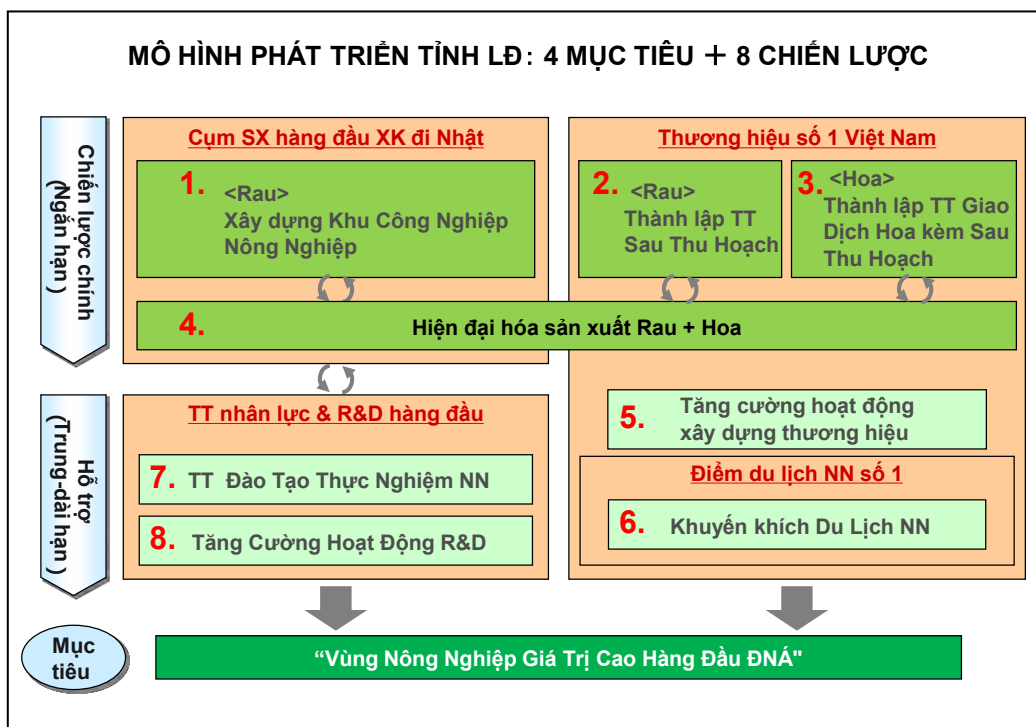 MÔ HÌNH PHÁT TRIỂN TỈNH LĐ: 4 MỤC TIÊU + 8 CHIẾN LƯỢC
Chiến lược chính
(Ngắn hạn )
Cụm SX hàng đầu XK đi Nhật
1.
<Rau>
Xây dựng Khu Công Nghiệp
Nông Nghiệp
Thương hiệu số 1 Việt Nam
2.
<Rau>
Thành lập TT
Sau Thu Hoạch
3.
<Hoa>
Thành lập TT Giao
Dịch Hoa kèm Sau
Thu Hoạch
4.
Hiện đại hóa sản xuất Rau + Hoa
Hỗ trợ
(Trung-dài hạn )
TT nhân lực & R&D hàng đầu
7. TT Đào Tạo Thực Nghiệm NN
8. Tăng Cường Hoạt Động R&D
5.
Tăng cường hoạt động
xây dựng thương hiệu
Điểm du lịch NN số 1
6. Khuyến khích Du Lịch NN
Mục
tiêu
“Vùng Nông Nghiệp Giá Trị Cao Hàng Đầu ĐNÁ"